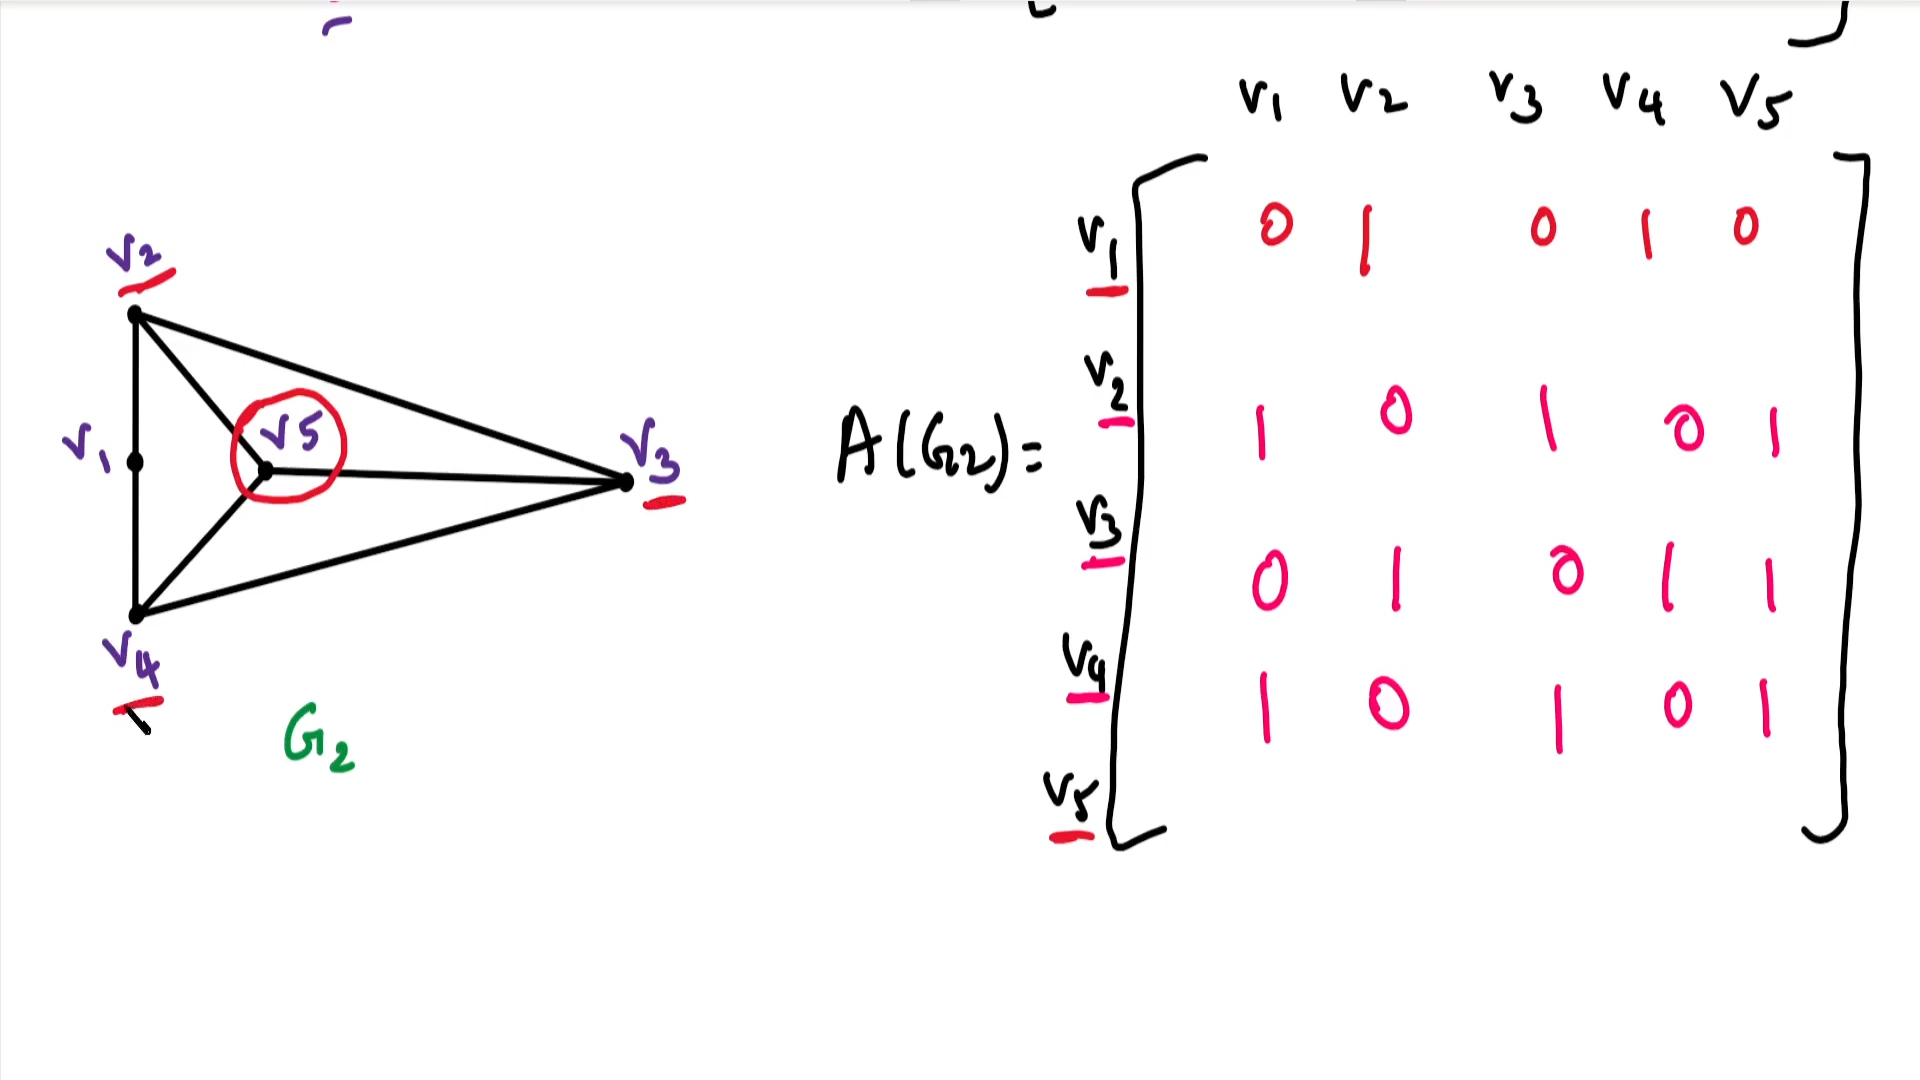 v1 v2 v3 v4 v5
v2
v1 0 1 0 1 0
v2 1 0 1 0 1
v1 v5 v3
A(G2)=
v3 0 1 0 1 1
v4 1 0 1 0 1
v4
G2
v5